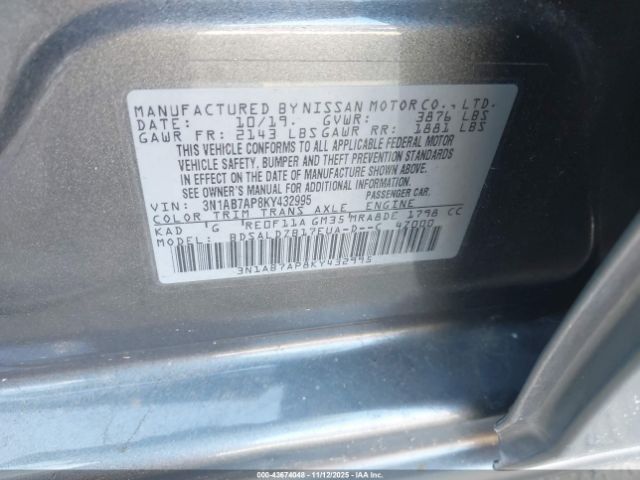 MANUFACTURED BY NISSAN MOTOR CO., LTD.
DATE: 10/19. GVWR: 3876 LBS
GAWR FR: 2143 LBS GAWR RR: 1881 LBS
THIS VEHICLE CONFORMS TO ALL APPLICABLE FEDERAL MOTOR
VEHICLE SAFETY, BUMPER AND THEFT PREVENTION STANDARDS
IN EFFECT ON THE DATE OF MANUFACTURE SHOWN ABOVE.
SEE OWNER'S MANUAL FOR ADDITIONAL INFORMATION.
VIN: 3N1AB7AP8KY432995 PASSENGER CAR.
COLOR TRIM TRANS AXLE ENGINE
KAD G RE0F11A GM35 MRA8DE 1798 CC
MODEL: BDSALDZB17EUA-D--C 47000
3N1AB7AP8KY432995
000-43674048 - 11/12/2025 - IAA Inc.